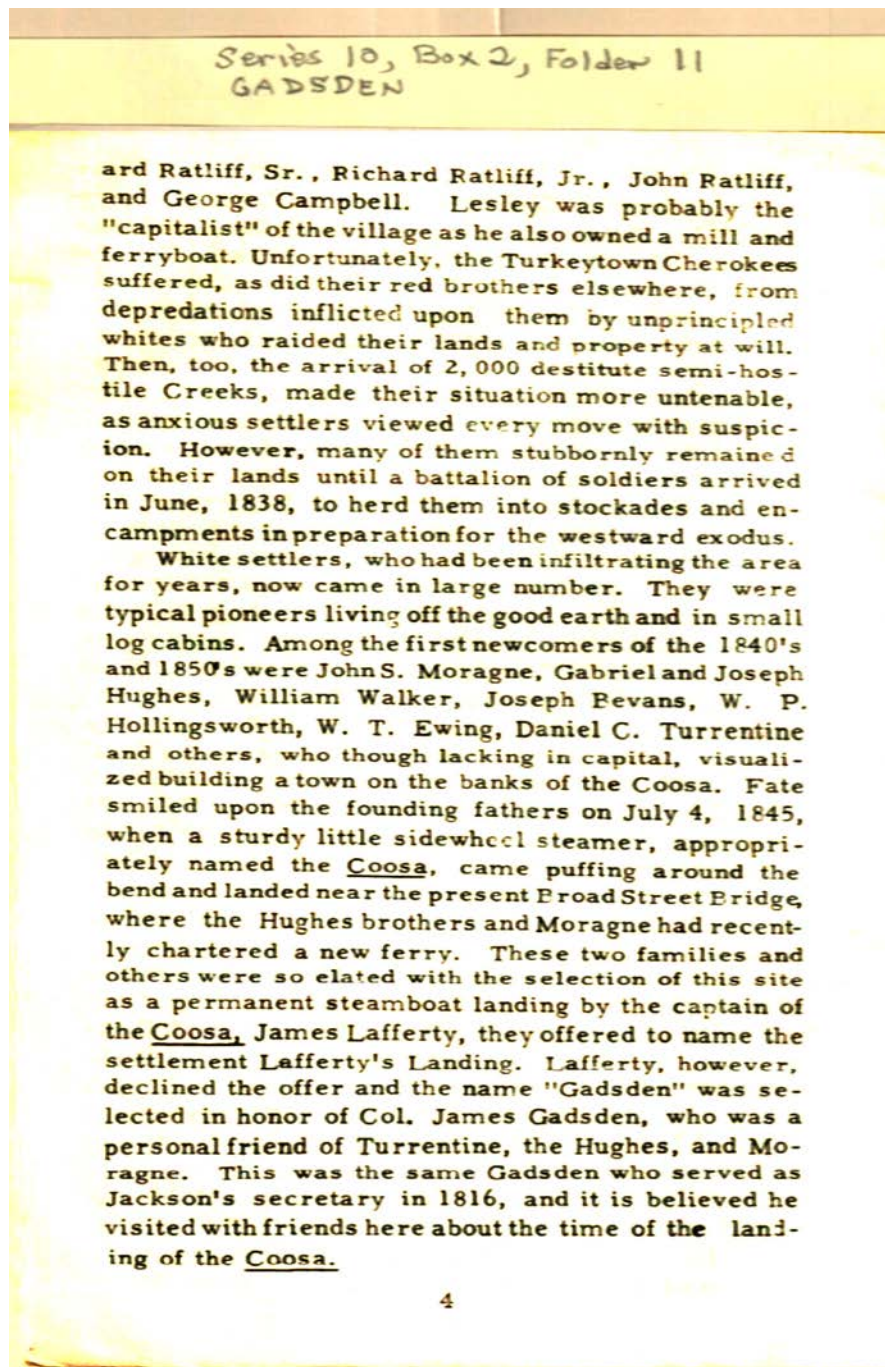 Series 10, Box 2, Folder 11
GADSDEN
ard Ratliff, Sr., Richard Ratliff, Jr., John Ratliff,
and George Campbell. Lesley was probably the
"capitalist" of the village as he also owned a mill and
ferryboat. Unfortunately, the Turkeytown Cherokees
suffered, as did their red brothers elsewhere, from
depredations inflicted upon them by unprincipled
whites who raided their lands and property at will.
Then, too, the arrival of 2,000 destitute semi-hos-
tile Creeks, made their situation more untenable,
as anxious settlers viewed every move with suspic-
ion. However, many of them stubbornly remained
on their lands until a battalion of soldiers arrived
in June, 1838, to herd them into stockades and en-
campments in preparation for the westward exodus.
White settlers, who had been infiltrating the area
for years, now came in large number. They were
typical pioneers living off the good earth and in small
log cabins. Among the first newcomers of the 1840's
and 1850's were John S. Moragne, Gabriel and Joseph
Hughes, William Walker, Joseph Bevans, W. P.
Hollingsworth, W. T. Ewing, Daniel C. Turrentine
and others, who though lacking in capital, visuali-
zed building a town on the banks of the Coosa. Fate
smiled upon the founding fathers on July 4, 1845,
when a sturdy little sidewheel steamer, appropri-
ately named the Coosa, came puffing around the
bend and landed near the present Broad Street Bridge,
where the Hughes brothers and Moragne had recent-
ly chartered a new ferry. These two families and
others were so elated with the selection of this site
as a permanent steamboat landing by the captain of
the Coosa, James Lafferty, they offered to name the
settlement Lafferty's Landing. Lafferty, however,
declined the offer and the name "Gadsden" was se-
lected in honor of Col. James Gadsden, who was a
personal friend of Turrentine, the Hughes, and Mo-
ragne. This was the same Gadsden who served as
Jackson's secretary in 1816, and it is believed he
visited with friends here about the time of the land-
ing of the Coosa.
4